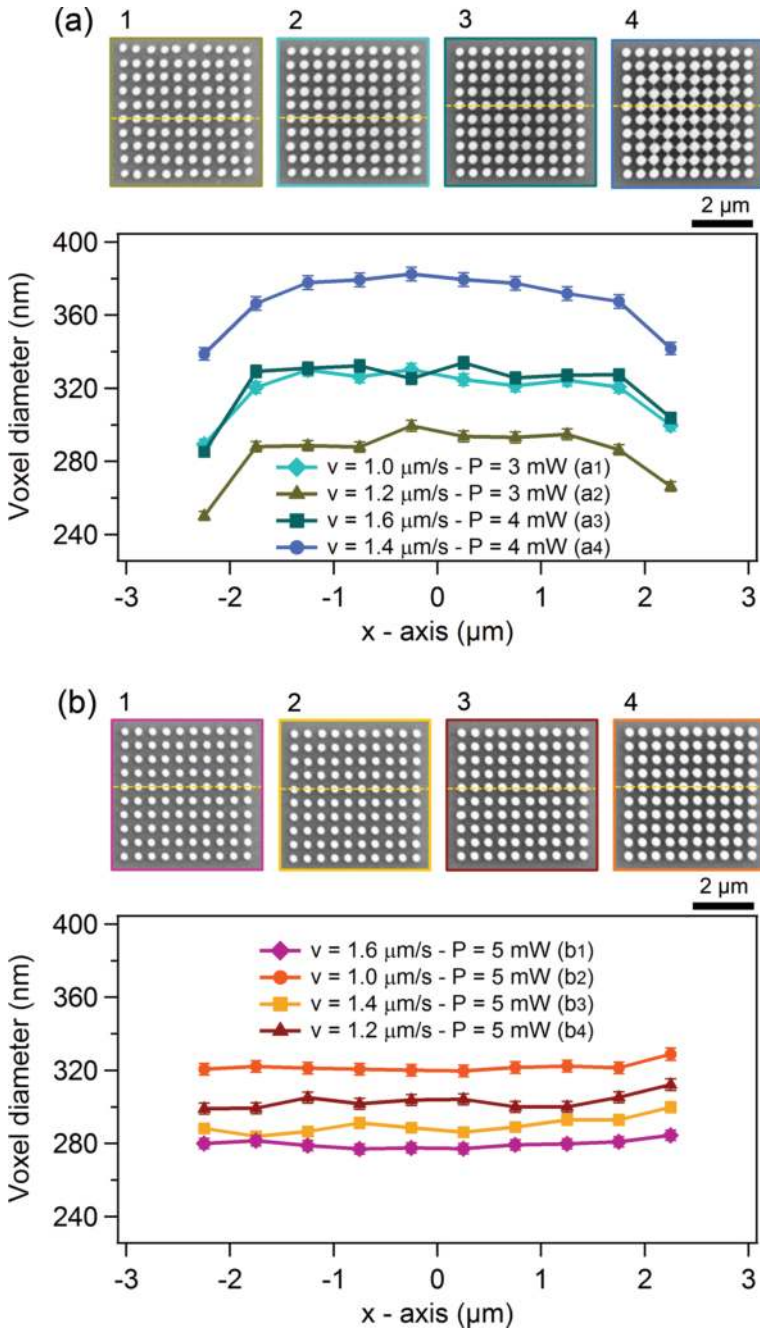 (a)
1 2 3 4
2 µm
400
360
320
280
240
Voxel diameter (nm)
v = 1.0 µm/s - P = 3 mW (a1)
v = 1.2 µm/s - P = 3 mW (a2)
v = 1.6 µm/s - P = 4 mW (a3)
v = 1.4 µm/s - P = 4 mW (a4)
-3 -2 -1 0 1 2 3
x - axis (µm)
(b)
1 2 3 4
2 µm
400
360
320
280
240
Voxel diameter (nm)
v = 1.6 µm/s - P = 5 mW (b1)
v = 1.0 µm/s - P = 5 mW (b2)
v = 1.4 µm/s - P = 5 mW (b3)
v = 1.2 µm/s - P = 5 mW (b4)
-3 -2 -1 0 1 2 3
x - axis (µm)